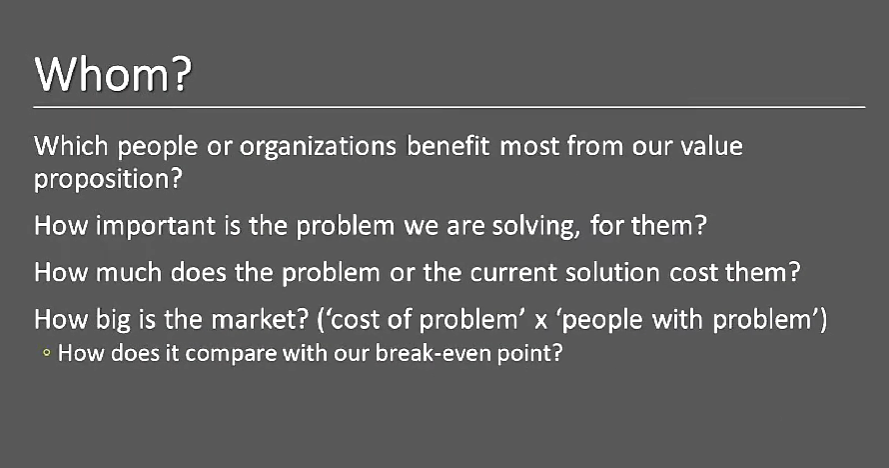 Whom?
Which people or organizations benefit most from our value
proposition?
How important is the problem we are solving, for them?
How much does the problem or the current solution cost them?
How big is the market? (‘cost of problem’ x ‘people with problem’)
◦ How does it compare with our break-even point?